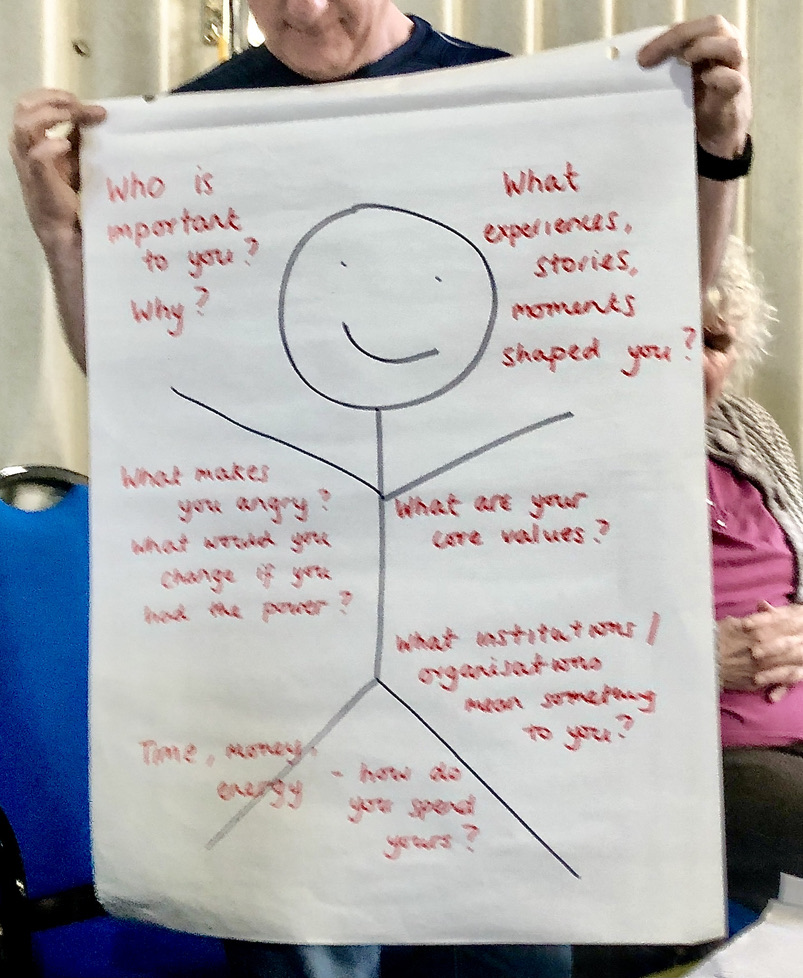 Who is
important
to you?
Why?
What
experiences,
stories,
moments
shaped you?
What makes
you angry?
What would you
change if you
had the power?
What are your
core values?
What institutions/
organisations
mean something
to you?
Time, money,
energy
- how do
you spend
yours?